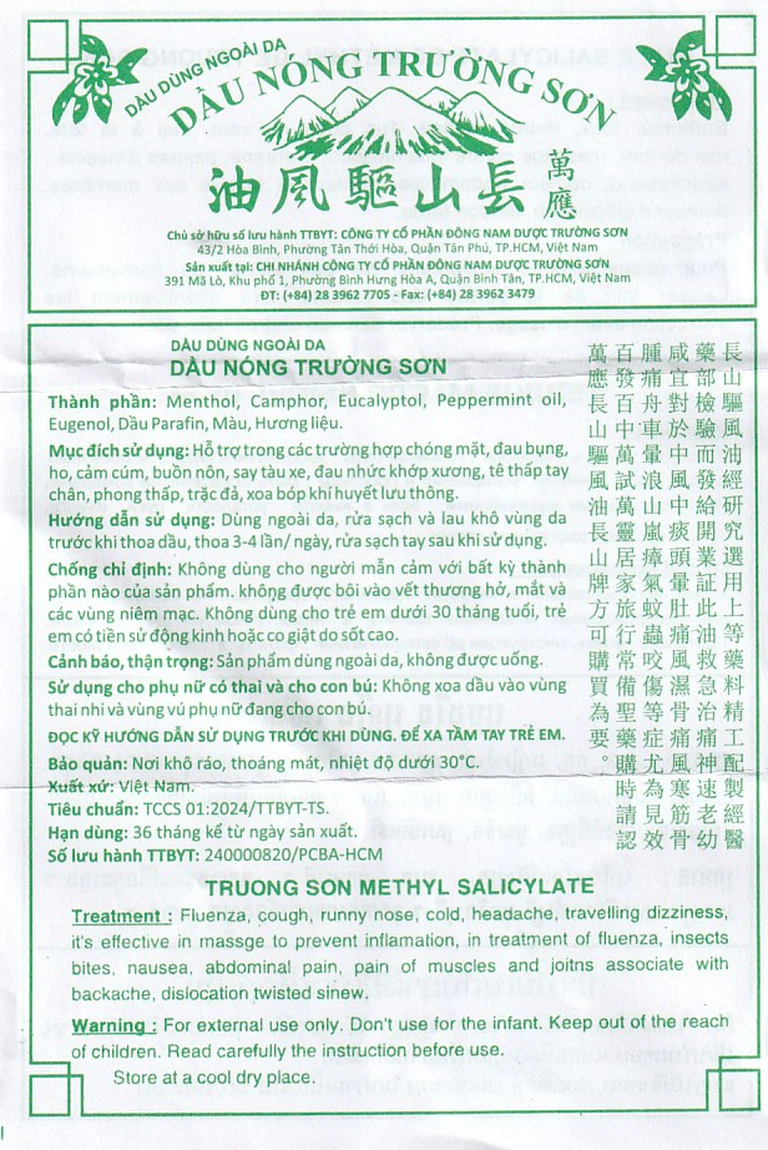 DẦU DÙNG NGOÀI DA
DẦU NÓNG TRƯỜNG SƠN
萬應
長山驅風油
Chủ sở hữu số lưu hành TTBYT: CÔNG TY CỔ PHẦN ĐÔNG NAM DƯỢC TRƯỜNG SƠN
43/2 Hòa Bình, Phường Tân Thới Hòa, Quận Tân Phú, TP.HCM, Việt Nam
Sản xuất tại: CHI NHÁNH CÔNG TY CỔ PHẦN ĐÔNG NAM DƯỢC TRƯỜNG SƠN
391 Mã Lò, Khu phố 1, Phường Bình Hưng Hòa A, Quận Bình Tân, TP.HCM, Việt Nam
ĐT: (+84) 28 3962 7705 - Fax: (+84) 28 3962 3479
DẦU DÙNG NGOÀI DA
DẦU NÓNG TRƯỜNG SƠN
Thành phần: Menthol, Camphor, Eucalyptol, Peppermint oil,
Eugenol, Dầu Parafin, Màu, Hương liệu.
Mục đích sử dụng: Hỗ trợ trong các trường hợp chóng mặt, đau bụng,
ho, cảm cúm, buồn nôn, say tàu xe, đau nhức khớp xương, tê thấp tay
chân, phong thấp, trặc đả, xoa bóp khí huyết lưu thông.
Hướng dẫn sử dụng: Dùng ngoài da, rửa sạch và lau khô vùng da
trước khi thoa dầu, thoa 3-4 lần/ ngày, rửa sạch tay sau khi sử dụng.
Chống chỉ định: Không dùng cho người mẫn cảm với bất kỳ thành
phần nào của sản phẩm. không được bôi vào vết thương hở, mắt và
các vùng niêm mạc. Không dùng cho trẻ em dưới 30 tháng tuổi, trẻ
em có tiền sử động kinh hoặc co giật do sốt cao.
Cảnh báo, thận trọng: Sản phẩm dùng ngoài da, không được uống.
Sử dụng cho phụ nữ có thai và cho con bú: Không xoa dầu vào vùng
thai nhi và vùng vú phụ nữ đang cho con bú.
ĐỌC KỸ HƯỚNG DẪN SỬ DỤNG TRƯỚC KHI DÙNG. ĐỂ XA TẦM TAY TRẺ EM.
Bảo quản: Nơi khô ráo, thoáng mát, nhiệt độ dưới 30°C.
Xuất xứ: Việt Nam.
Tiêu chuẩn: TCCS 01:2024/TTBYT-TS.
Hạn dùng: 36 tháng kể từ ngày sản xuất.
Số lưu hành TTBYT: 240000820/PCBA-HCM
長山驅風油經研究選用上等藥料精工配製經醫
藥部檢驗而發給開業証此油救急治痛神速老幼
咸宜對於中風中痰頭暈肚痛風濕骨痛風寒筋骨
腫痛舟車暈浪山嵐瘴氣蚊蟲咬傷等症尤為見效
百發百中萬試萬靈居家旅行常備聖藥購時請認
萬應長山驅風油長山牌方可購買為要
TRUONG SON METHYL SALICYLATE
Treatment : Fluenza, cough, runny nose, cold, headache, travelling dizziness,
it's effective in massge to prevent inflamation, in treatment of fluenza, insects
bites, nausea, abdominal pain, pain of muscles and joitns associate with
backache, dislocation twisted sinew.
Warning : For external use only. Don't use for the infant. Keep out of the reach
of children. Read carefully the instruction before use.
Store at a cool dry place.